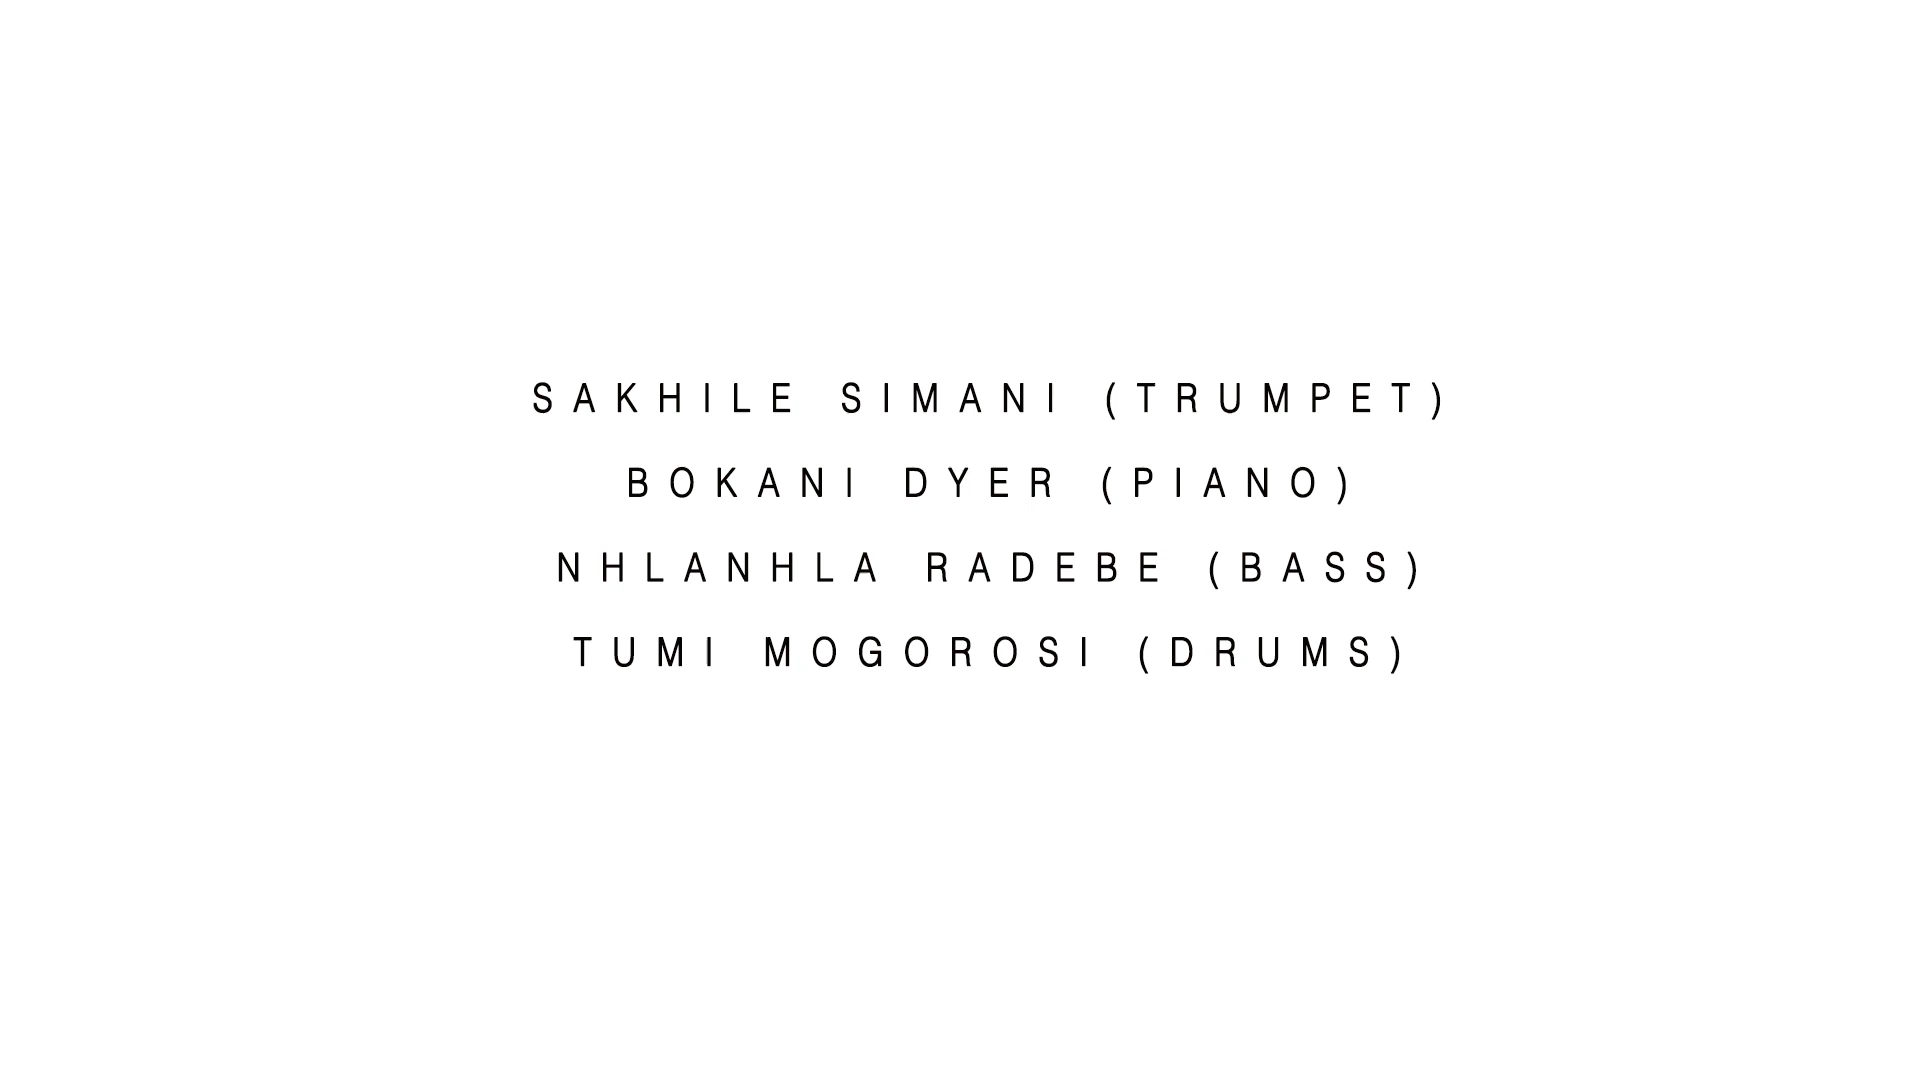 SAKHILE SIMANI (TRUMPET)
BOKANI DYER (PIANO)
NHLANHLA RADEBE (BASS)
TUMI MOGOROSI (DRUMS)